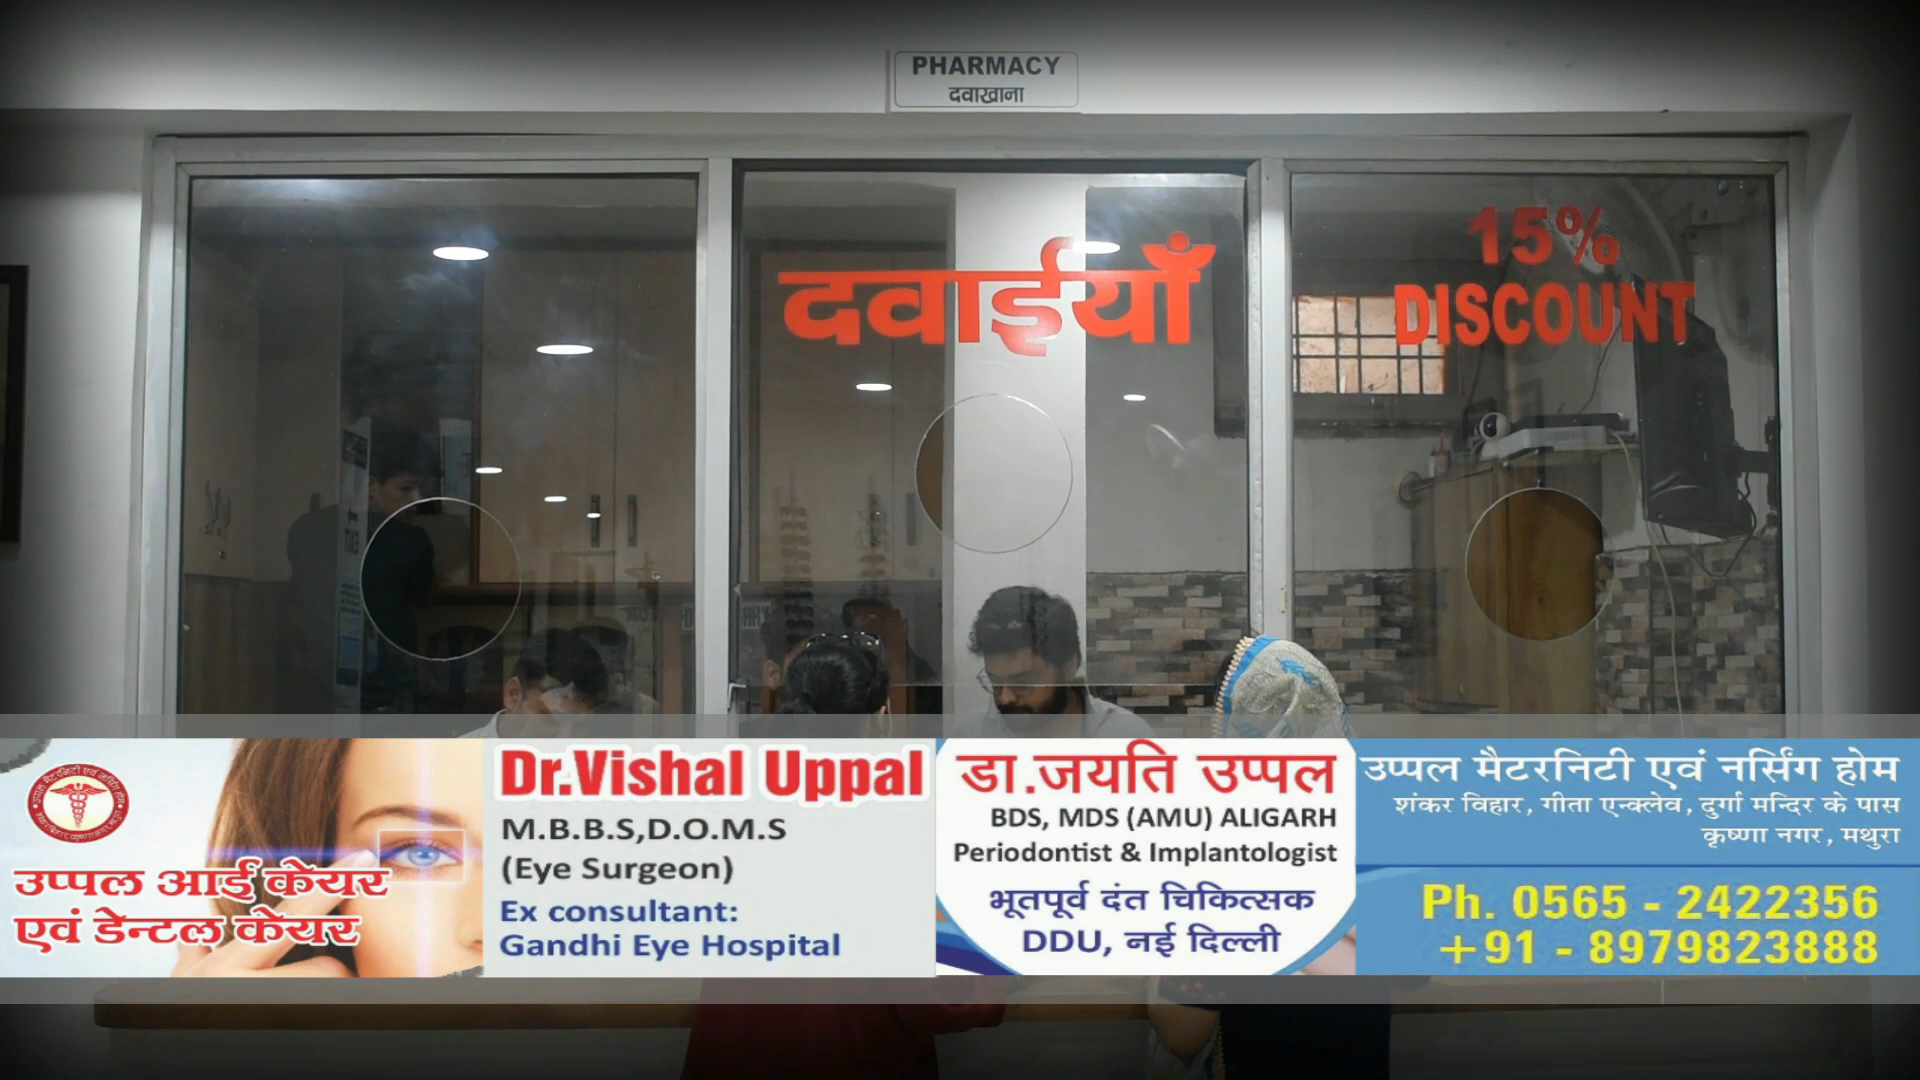 PHARMACY
दवाखाना
दवाईयाँ
15%
DISCOUNT
EXIT
उप्पल आई केयर
एवं डेन्टल केयर
Dr.Vishal Uppal
M.B.B.S,D.O.M.S
(Eye Surgeon)
Ex consultant:
Gandhi Eye Hospital
डा.जयति उप्पल
BDS, MDS (AMU) ALIGARH
Periodontist & Implantologist
भूतपूर्व दंत चिकित्सक
DDU, नई दिल्ली
उप्पल मैटरनिटी एवं नर्सिंग होम
शंकर विहार, गीता एन्क्लेव, दुर्गा मन्दिर के पास
कृष्णा नगर, मथुरा
Ph. 0565 - 2422356
+91 - 8979823888